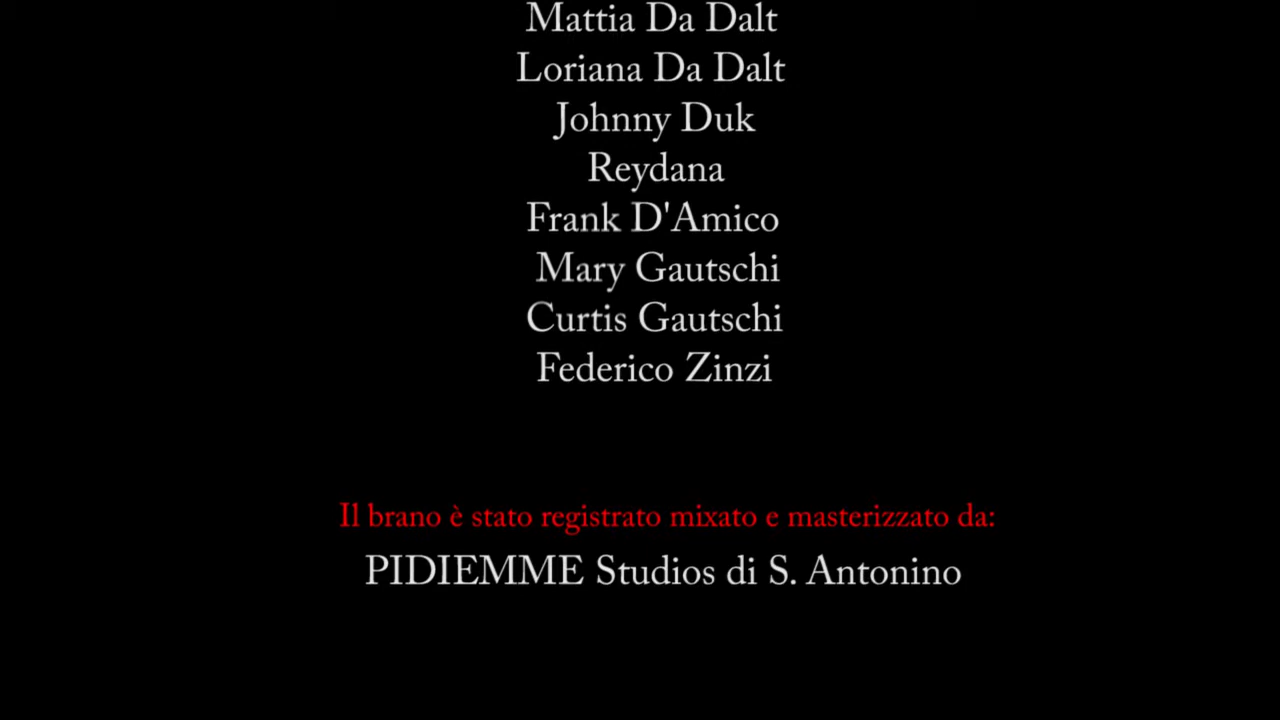 Mattia Da Dalt
Loriana Da Dalt
Johnny Duk
Reydana
Frank D'Amico
Mary Gautschi
Curtis Gautschi
Federico Zinzi
Il brano è stato registrato mixato e masterizzato da:
PIDIEMME Studios di S. Antonino